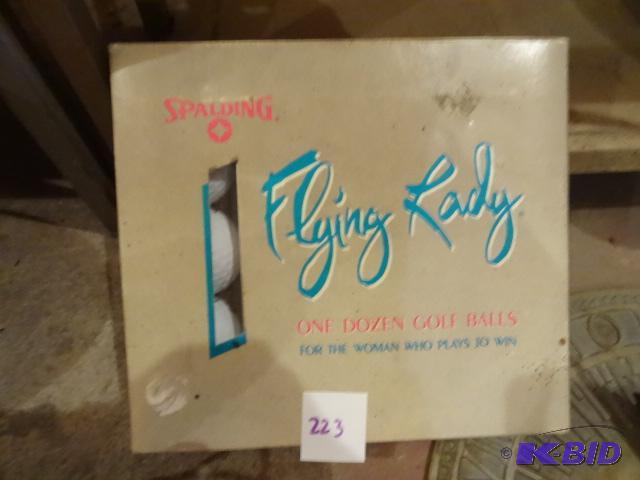 SPALDING
Flying Lady
ONE DOZEN GOLF BALLS
FOR THE WOMAN WHO PLAYS TO WIN
223
© K-BID